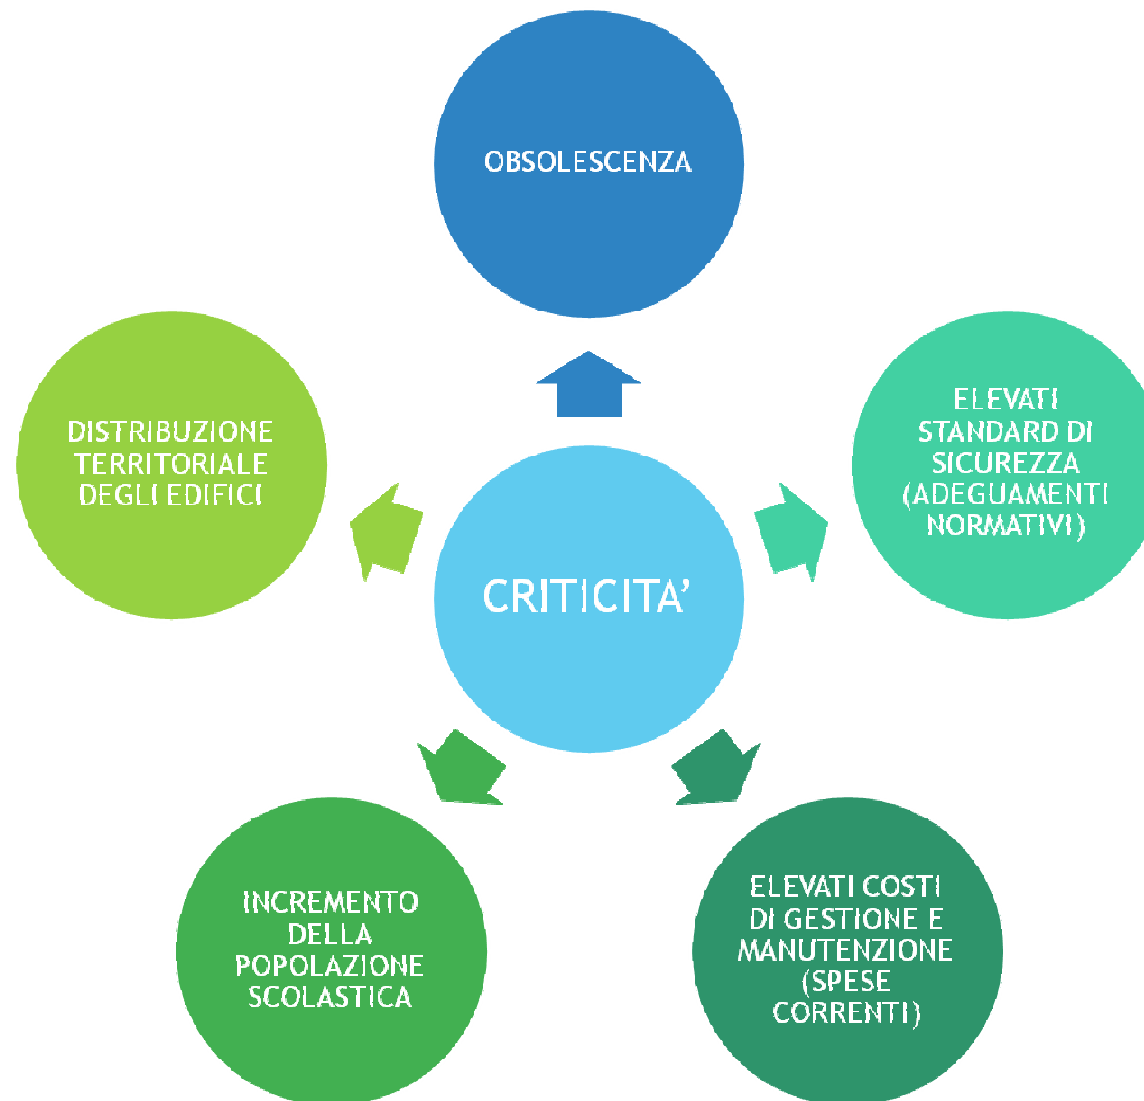 OBSOLESCENZA
ELEVATI
STANDARD DI
SICUREZZA
(ADEGUAMENTI
NORMATIVI)
DISTRIBUZIONE
TERRITORIALE
DEGLI EDIFICI
CRITICITA’
ELEVATI COSTI
DI GESTIONE E
MANUTENZIONE
(SPESE
CORRENTI)
INCREMENTO
DELLA
POPOLAZIONE
SCOLASTICA